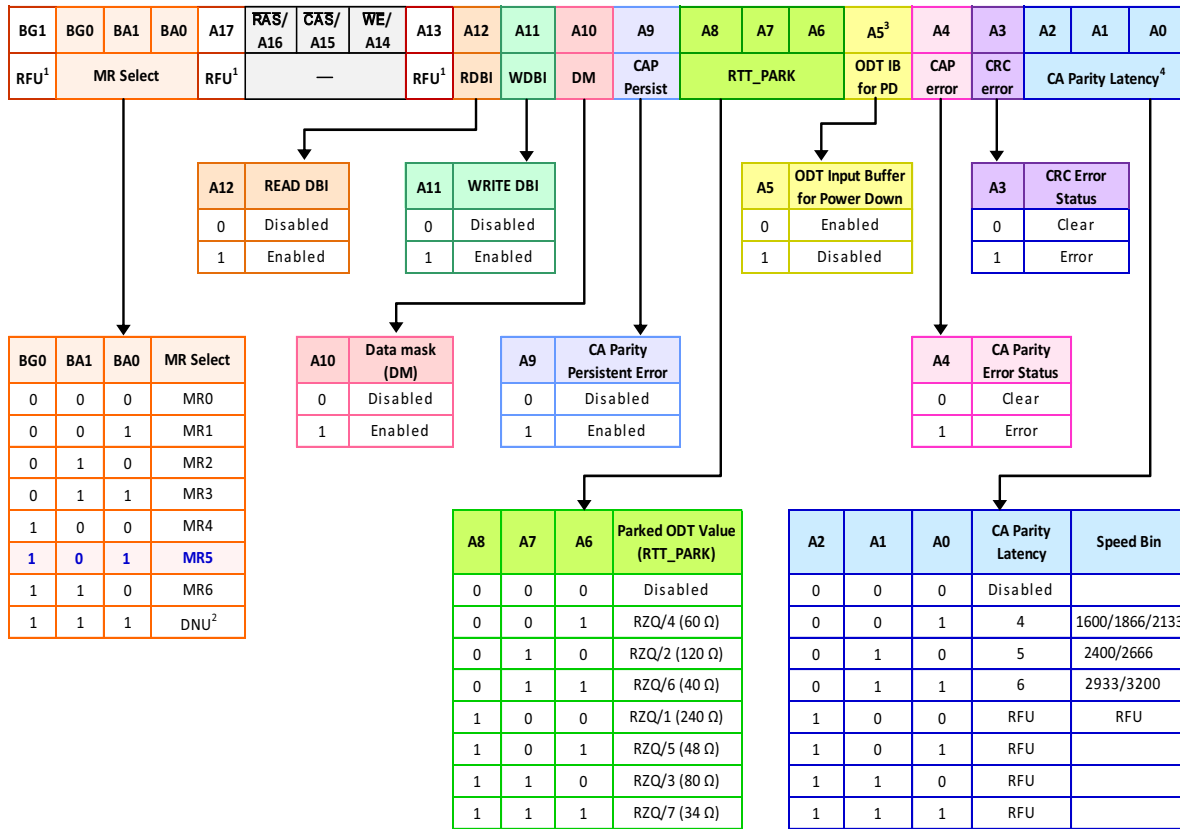 BG1 BG0 BA1 BA0 A17 RAS/ CAS/ WE/ A13 A12 A11 A10 A9 A8 A7 A6 A5³ A4 A3 A2 A1 A0
A16 A15 A14
RFU¹ MR Select RFU¹ — RFU¹ RDBI WDBI DM CAP RTT_PARK ODT IB CAP CRC CA Parity Latency⁴
Persist for PD error error
A12 READ DBI
0 Disabled
1 Enabled
A11 WRITE DBI
0 Disabled
1 Enabled
A5 ODT Input Buffer
for Power Down
0 Enabled
1 Disabled
A3 CRC Error
Status
0 Clear
1 Error
BG0 BA1 BA0 MR Select
0 0 0 MR0
0 0 1 MR1
0 1 0 MR2
0 1 1 MR3
1 0 0 MR4
1 0 1 MR5
1 1 0 MR6
1 1 1 DNU²
A10 Data mask
(DM)
0 Disabled
1 Enabled
A9 CA Parity
Persistent Error
0 Disabled
1 Enabled
A4 CA Parity
Error Status
0 Clear
1 Error
A8 A7 A6 Parked ODT Value
(RTT_PARK)
0 0 0 Disabled
0 0 1 RZQ/4 (60 Ω)
0 1 0 RZQ/2 (120 Ω)
0 1 1 RZQ/6 (40 Ω)
1 0 0 RZQ/1 (240 Ω)
1 0 1 RZQ/5 (48 Ω)
1 1 0 RZQ/3 (80 Ω)
1 1 1 RZQ/7 (34 Ω)
A2 A1 A0 CA Parity Speed Bin
Latency
0 0 0 Disabled
0 0 1 4 1600/1866/2133
0 1 0 5 2400/2666
0 1 1 6 2933/3200
1 0 0 RFU RFU
1 0 1 RFU
1 1 0 RFU
1 1 1 RFU